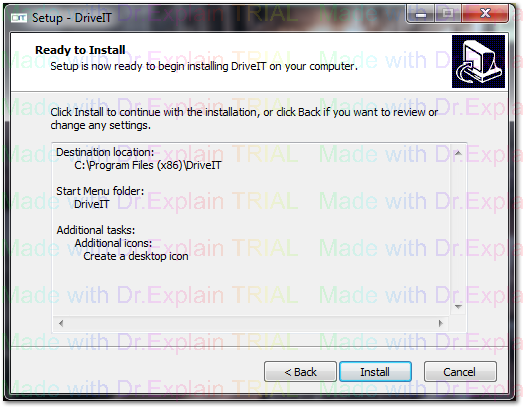 Setup - DriveIT
Ready to Install
Setup is now ready to begin installing DriveIT on your computer.
Click Install to continue with the installation, or click Back if you want to review or
change any settings.
Destination location:
C:\Program Files (x86)\DriveIT
Start Menu folder:
DriveIT
Additional tasks:
Additional icons:
Create a desktop icon
< Back
Install
Cancel
Made with Dr.Explain TRIAL